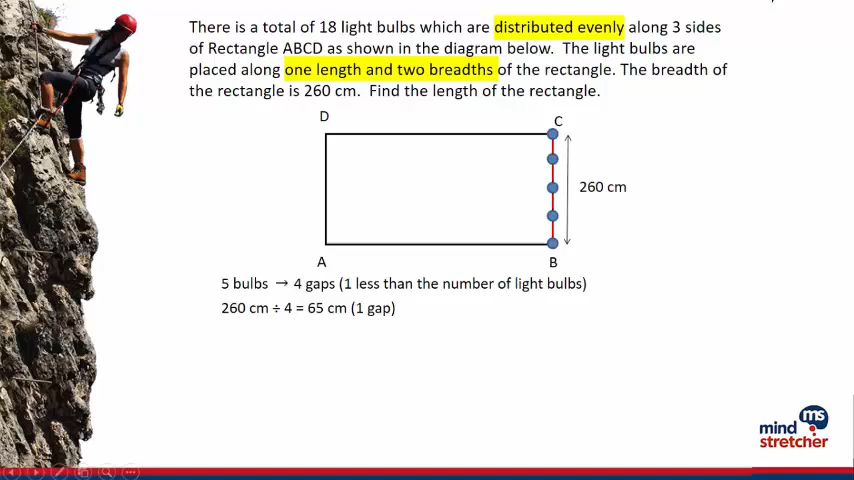 There is a total of 18 light bulbs which are distributed evenly along 3 sides
of Rectangle ABCD as shown in the diagram below. The light bulbs are
placed along one length and two breadths of the rectangle. The breadth of
the rectangle is 260 cm. Find the length of the rectangle.
D
C
260 cm
A
B
5 bulbs → 4 gaps (1 less than the number of light bulbs)
260 cm ÷ 4 = 65 cm (1 gap)
ms
mind
stretcher